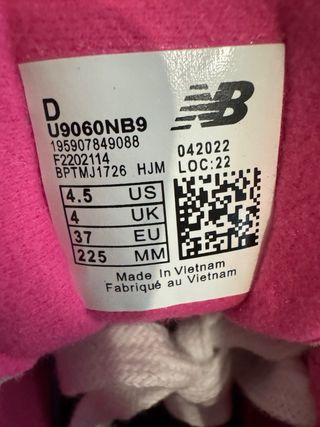 D
U9060NB9
195907849088
F2202114
BPTMJ1726 HJM
NB
042022
LOC:22
4.5 US
4 UK
37 EU
225 MM
Made In Vietnam
Fabriqué au Vietnam